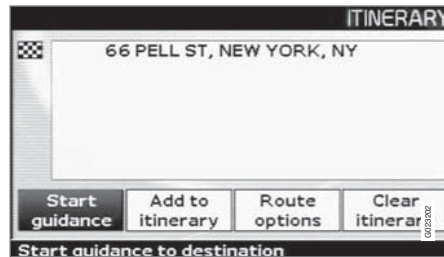 ITINERARY
66 PELL ST, NEW YORK, NY
Start guidance
Add to itinerary
Route options
Clear itinerar
G023202
Start guidance to destination